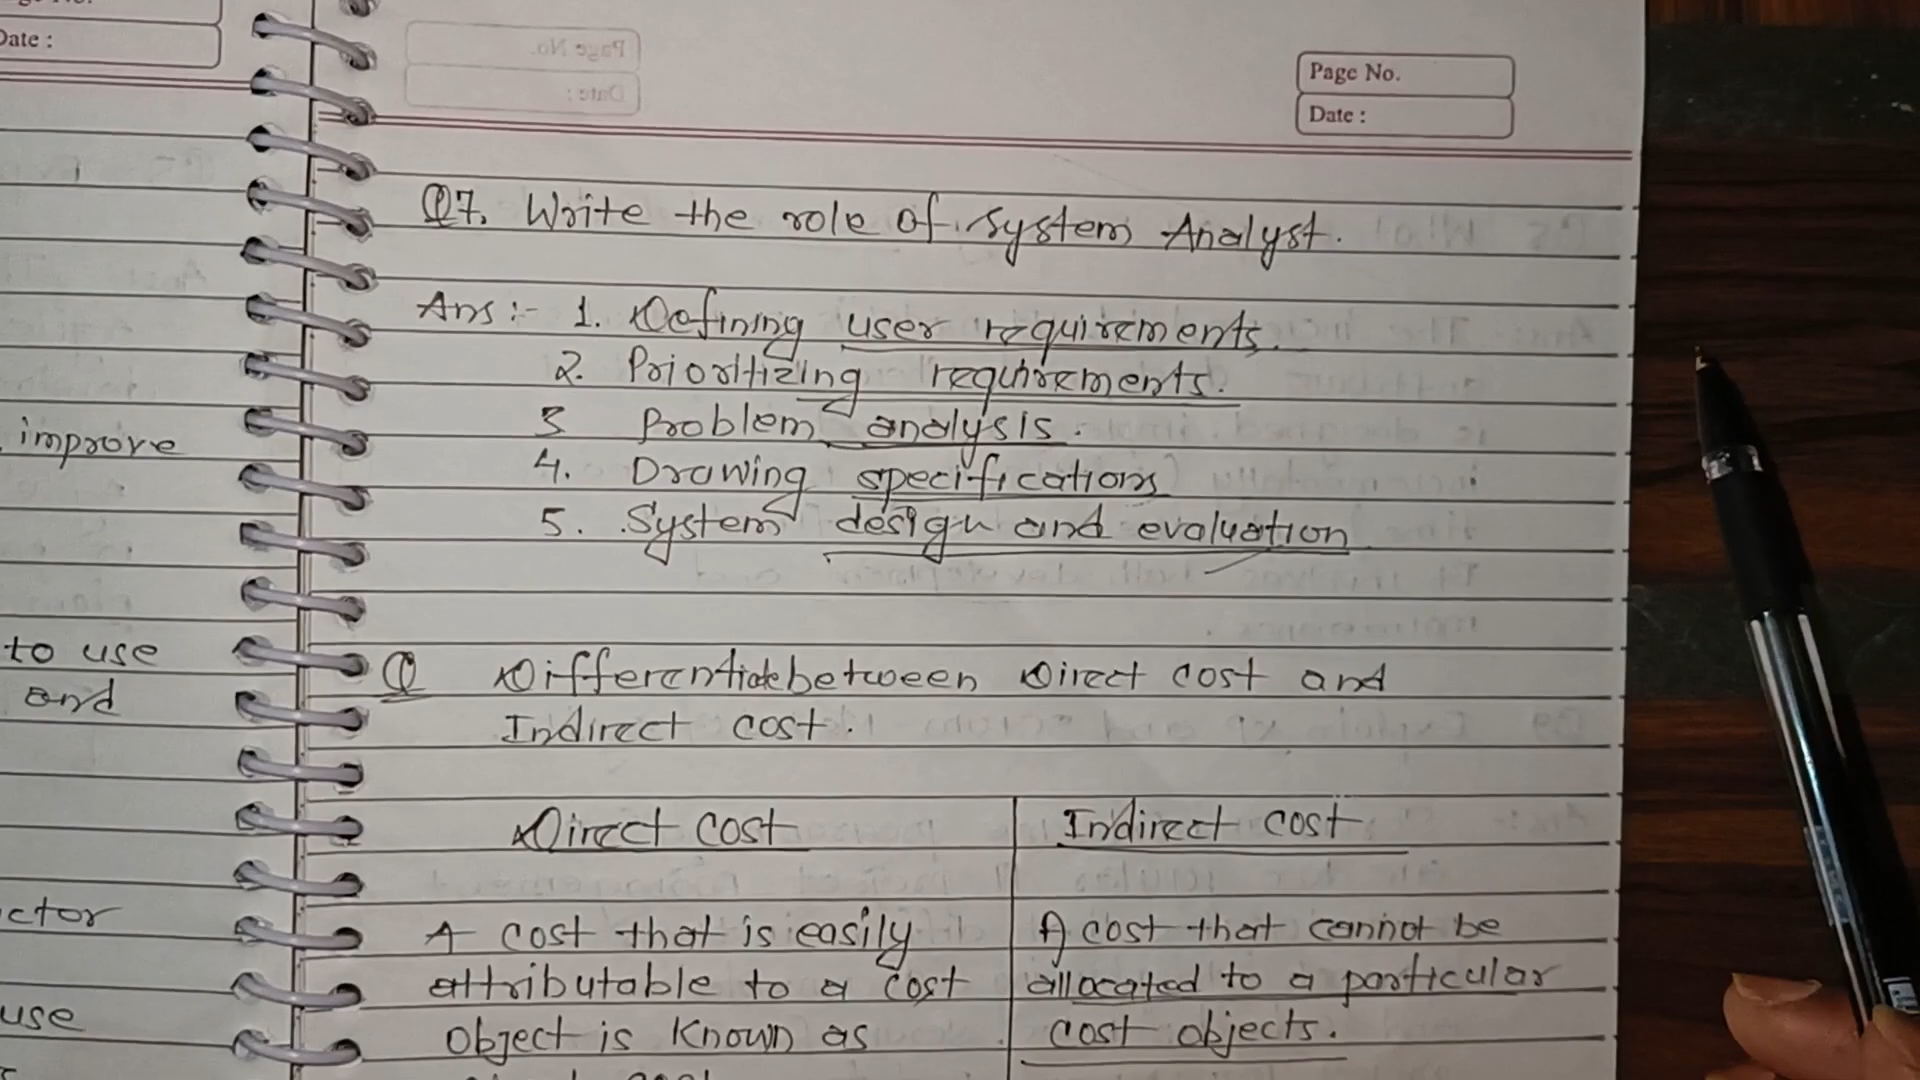 Date :
improve
to use
and
ctor
use
Page No.
Date :
Q7. Write the role of System Analyst.
Ans :- 1. Defining user requirements.
2. Prioritizing requirements.
3 Problem analysis.
4. Drawing specifications
5. System design and evaluation
Q Differentiate between Direct cost and
Indirect cost.
Direct cost
Indirect cost
A cost that is easily
attributable to a cost
object is known as
A cost that cannot be
allocated to a particular
cost objects.